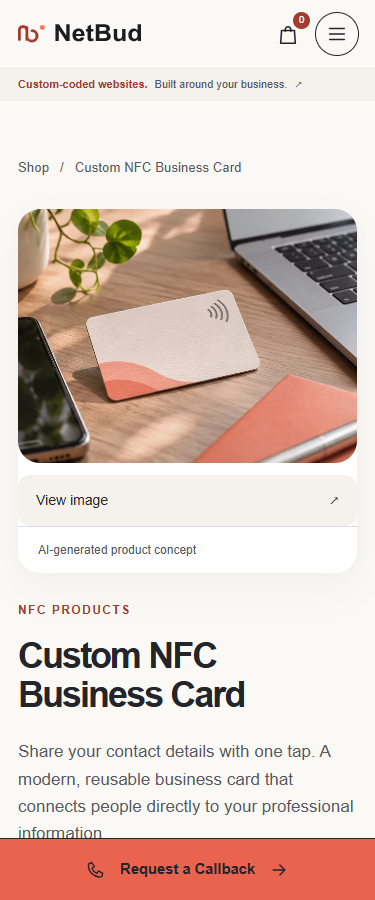 NetBud
0
Custom-coded websites. Built around your business. ↗
Shop / Custom NFC Business Card
View image ↗
AI-generated product concept
NFC PRODUCTS
Custom NFC
Business Card
Share your contact details with one tap. A
modern, reusable business card that
connects people directly to your professional
information
Request a Callback →